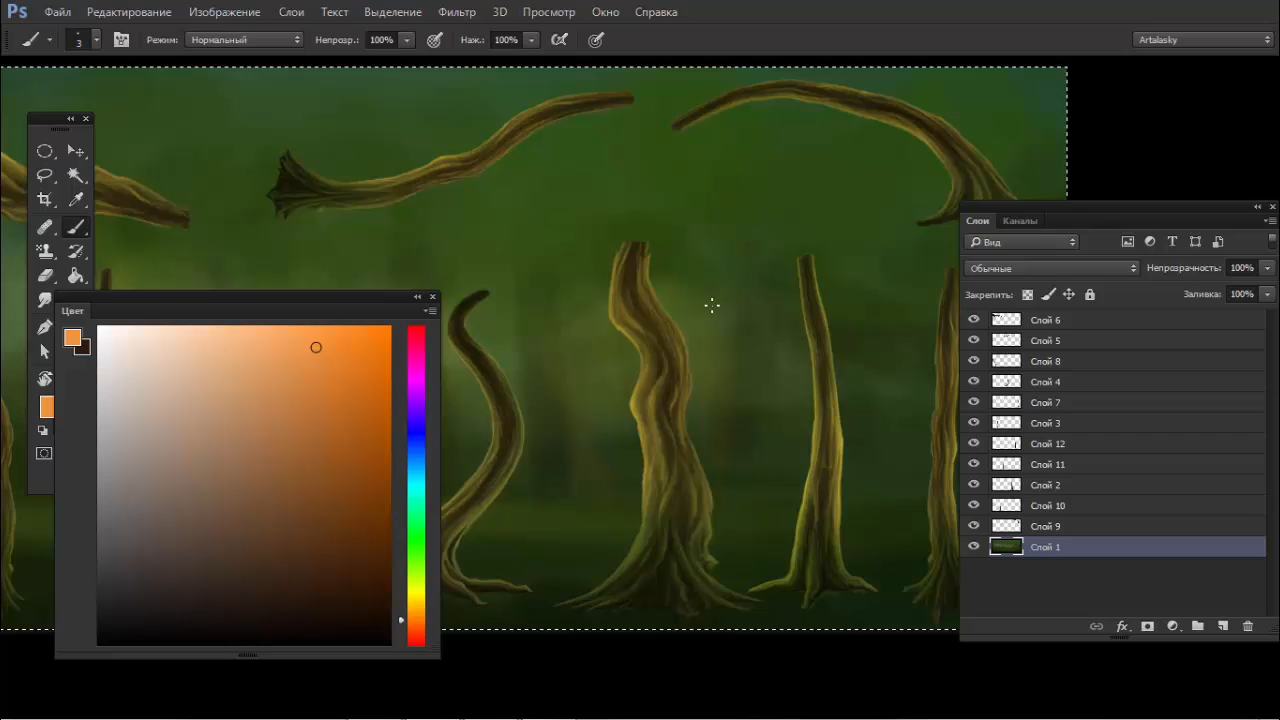 Ps Файл Редактирование Изображение Слои Текст Выделение Фильтр 3D Просмотр Окно Справка
3 Режим: Нормальный Непрозр.: 100% Наж.: 100% Artalasky
Слои Каналы
Вид
Обычные Непрозрачность: 100%
Закрепить: Заливка: 100%
Цвет
Слой 6
Слой 5
Слой 8
Слой 4
Слой 7
Слой 3
Слой 12
Слой 11
Слой 2
Слой 10
Слой 9
Слой 1
fx